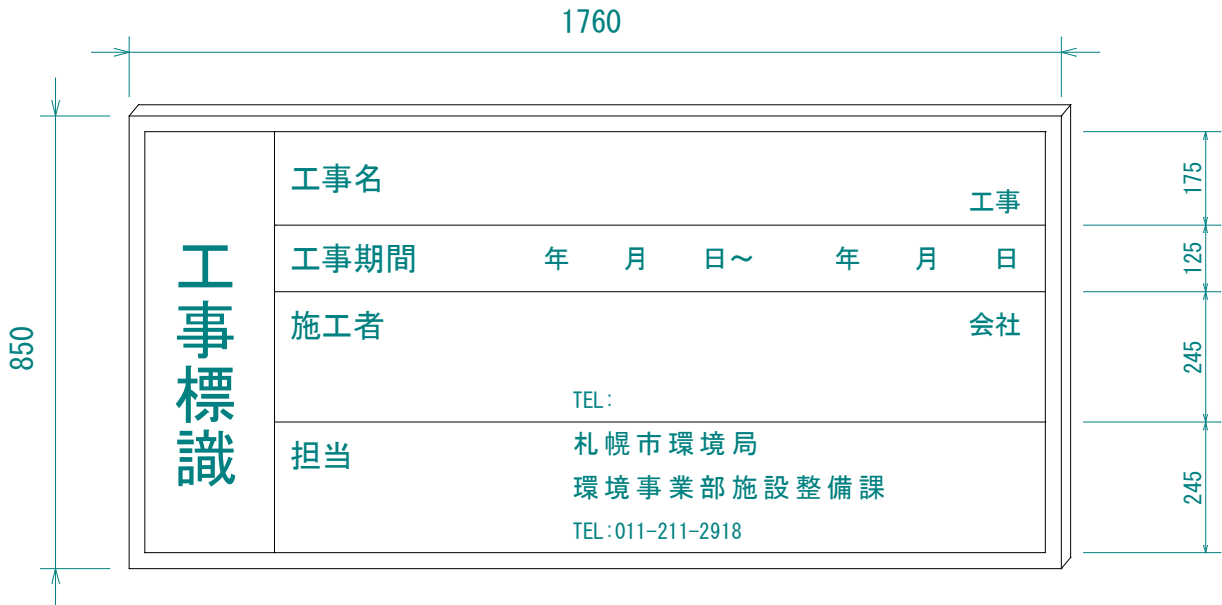 1760
850
工事標識
工事名
工事
175
工事期間 年 月 日～ 年 月 日
125
施工者
会社
TEL:
245
担当
札幌市環境局
環境事業部施設整備課
TEL:011-211-2918
245